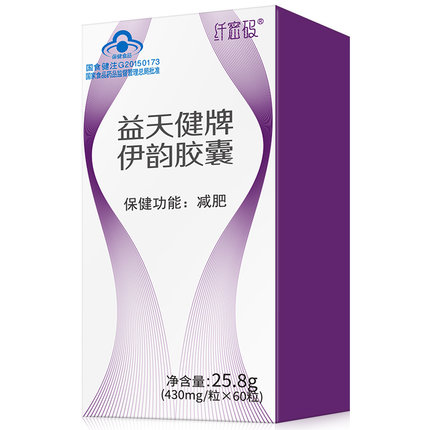 纤密码®
保健食品
国食健注G20150173
国家食品药品监督管理总局批准
益天健牌
伊韵胶囊
保健功能：减肥
净含量:25.8g
(430mg/粒×60粒)